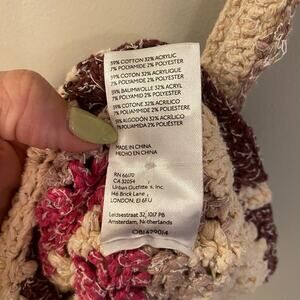 59% COTTON 32% ACRYLIC
7% POLYAMIDE 2% POLYESTER
59% COTON 32% ACRYLIQUE
7% POLYAMIDE 2% POLYESTER
59% BAUMWOLLE 32% ACRYL
7% POLYAMID 2% POLYESTER
59% COTONE 32% ACRILICO
7% POLIAMMIDE 2% POLIESTERE
59% ALGODÓN 32% ACRÍLICO
7% POLIAMIDA 2% POLIÉSTER
MADE IN CHINA
HECHO EN CHINA
RN 66170
CA 32054
Urban Outfitters, Inc.
146 Brick Lane
LONDON, E1 6FU
Leidsestraat 32, 1017 PB
Amsterdam, Netherlands